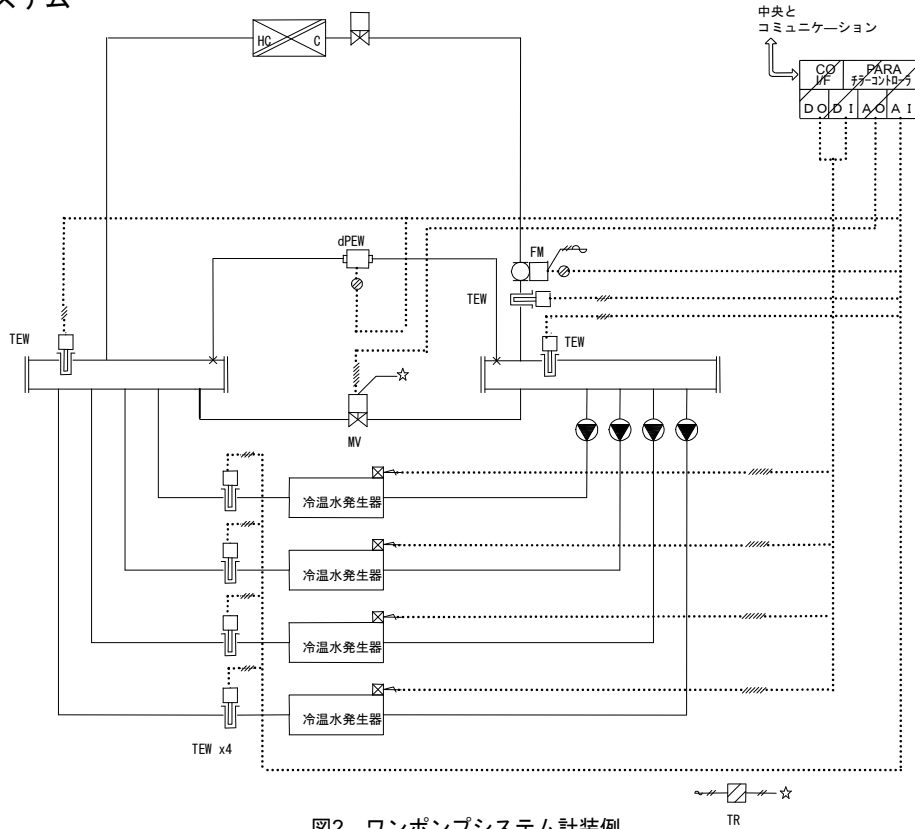 ステム
中央と
コミュニケーション
HC C
CO I/F PARA チラーコントローラ
DO DI AO AI
dPEW
FM
TEW
TEW
TEW
MV
冷温水発生器
冷温水発生器
冷温水発生器
冷温水発生器
TEW x4
TR
図2 ワンポンプシステム計装例